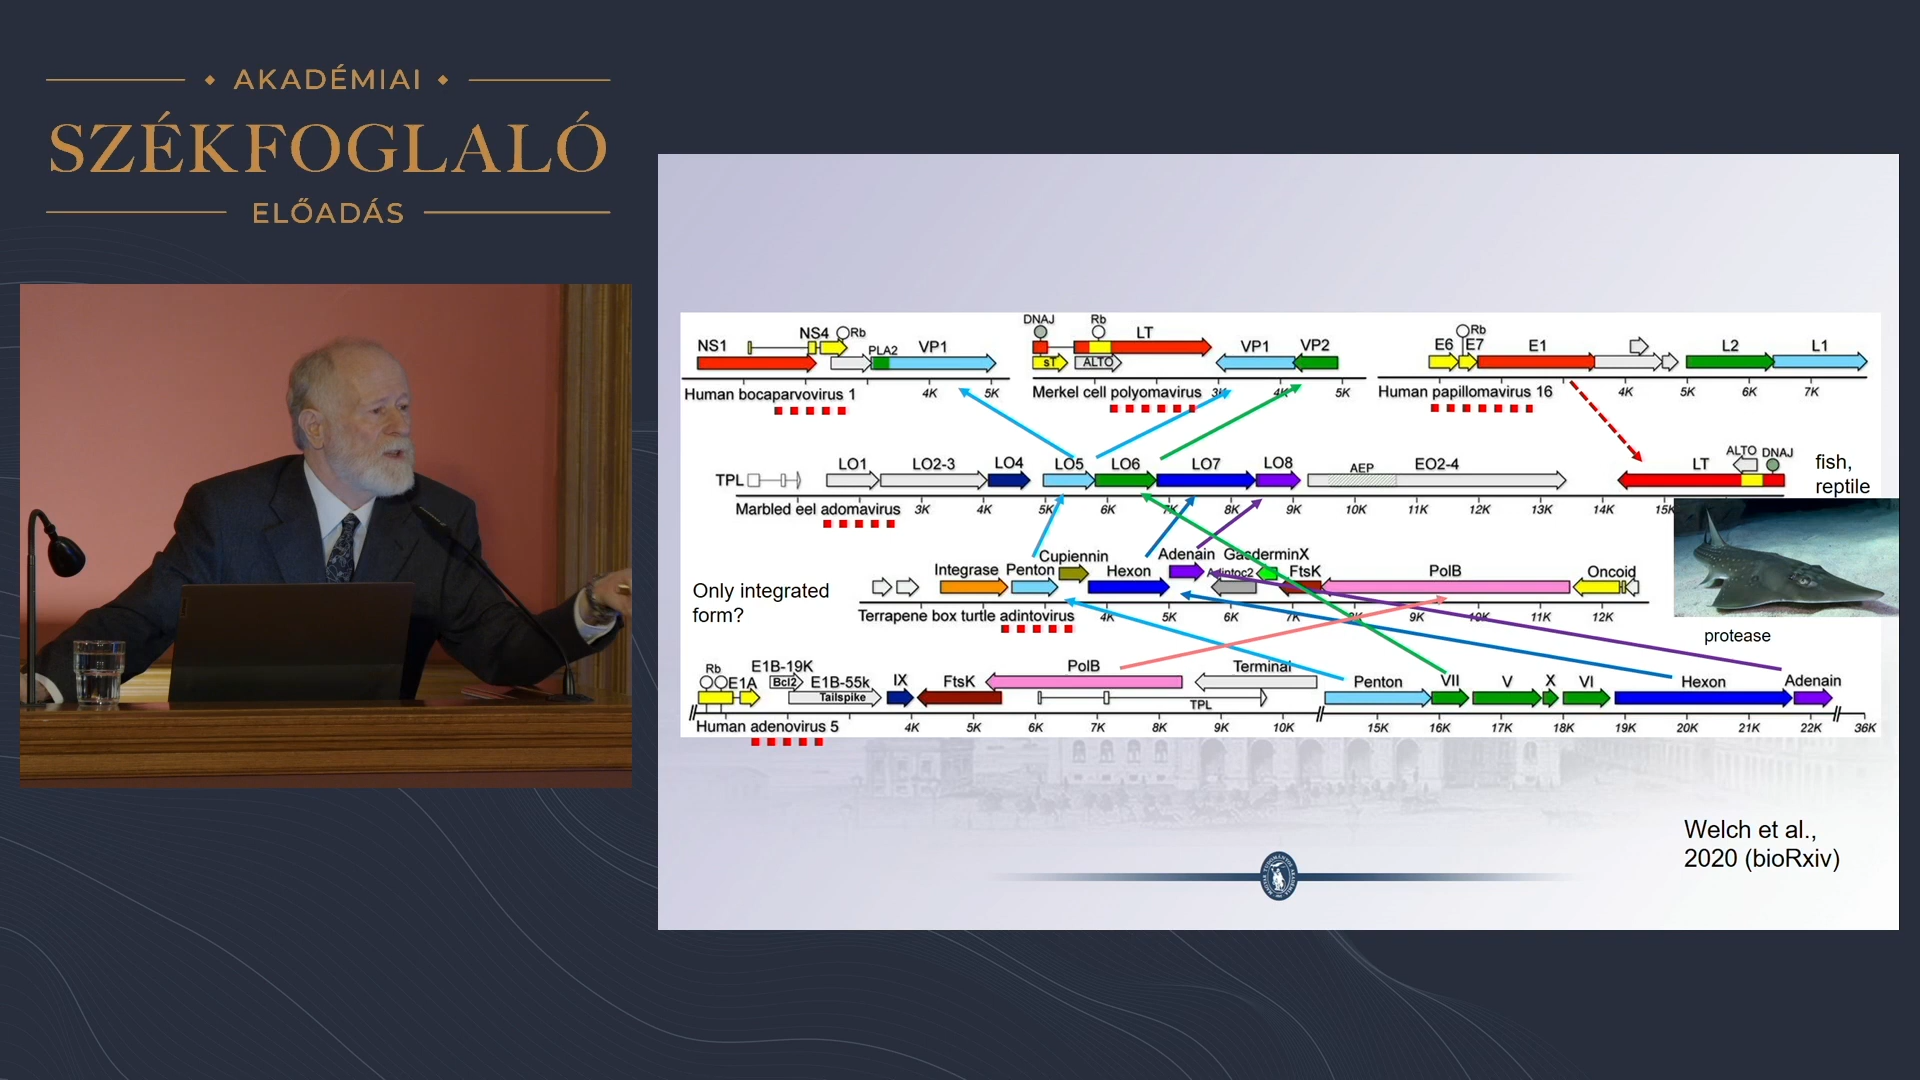 AKADÉMIAI
SZÉKFOGLALÓ
ELŐADÁS
NS1 NS4 Rb PLA2 VP1
4K 5K
Human bocaparvovirus 1
DNAJ Rb LT VP1 VP2
sT ALTO
3K 4K 5K
Merkel cell polyomavirus
E6 Rb E7 E1 L2 L1
4K 5K 6K 7K
Human papillomavirus 16
TPL LO1 LO2-3 LO4 LO5 LO6 LO7 LO8 AEP EO2-4 LT ALTO DNAJ
3K 4K 5K 6K 7K 8K 9K 10K 11K 12K 13K 14K 15K
Marbled eel adomavirus
fish,
reptile
Only integrated
form?
Integrase Penton Cupiennin Hexon Adenain Adintoc2 GasderminX FtsK PolB Oncoid
4K 5K 6K 7K 8K 9K 10K 11K 12K
Terrapene box turtle adintovirus
protease
Rb E1A E1B-19K Bcl2 E1B-55k Tailspike IX FtsK PolB TPL Terminal Penton VII V X VI Hexon Adenain
4K 5K 6K 7K 8K 9K 10K 15K 16K 17K 18K 19K 20K 21K 22K 36K
Human adenovirus 5
Welch et al.,
2020 (bioRxiv)